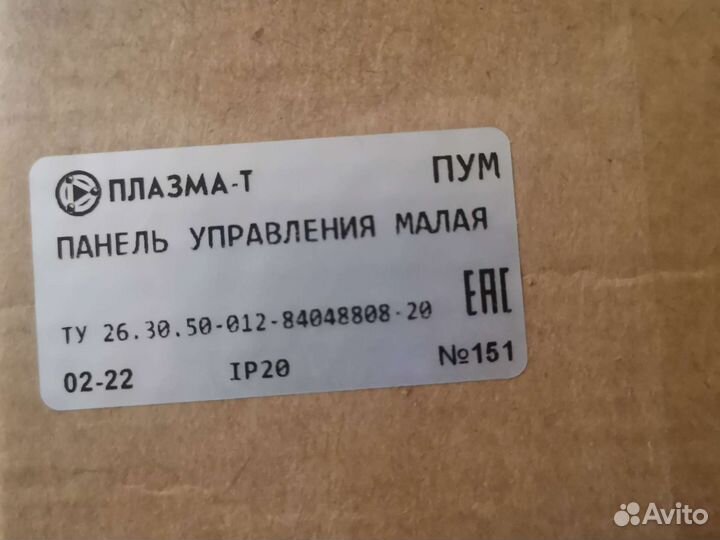 ПЛАЗМА-Т ПУМ
ПАНЕЛЬ УПРАВЛЕНИЯ МАЛАЯ
ТУ 26.30.50-012-84048808-20 ЕАС
02-22 IP20 №151
Avito